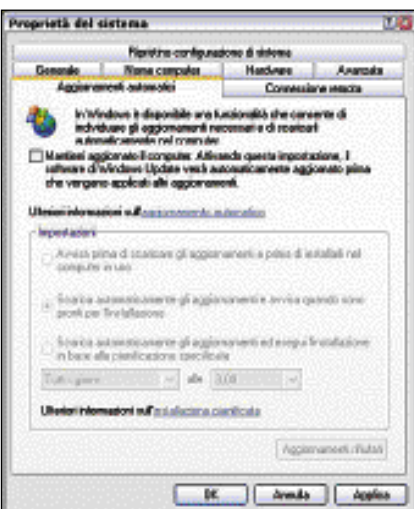 Proprietà del sistema
Ripristino configurazione di sistema
Generale Nome computer Hardware Avanzate
Aggiornamenti automatici Connessione remota
In Windows è disponibile una funzionalità che consente di
individuare gli aggiornamenti necessari e di scaricarli
automaticamente nel computer.
Mantieni aggiornato il computer. Attivando questa impostazione, il
software di Windows Update verrà automaticamente aggiornato prima
che vengano applicati altri aggiornamenti.
Ulteriori informazioni sull'aggiornamento automatico
Impostazioni
Avvisa prima di scaricare gli aggiornamenti e prima di installarli nel
computer in uso
Scarica automaticamente gli aggiornamenti e avvisa quando sono
pronti per l'installazione
Scarica automaticamente gli aggiornamenti ed esegui l'installazione
in base alla pianificazione specificata
Tutti i giorni alle 3.00
Ulteriori informazioni sull'installazione pianificata
Aggiornamenti rifiutati
OK Annulla Applica